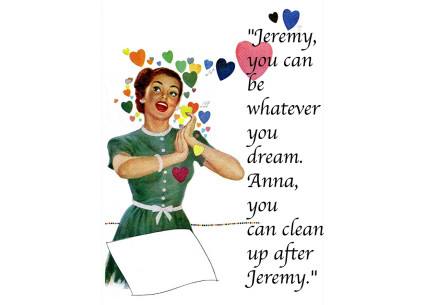 "Jeremy,
you can
be
whatever
you
dream.
Anna,
you
can clean
up after
Jeremy."